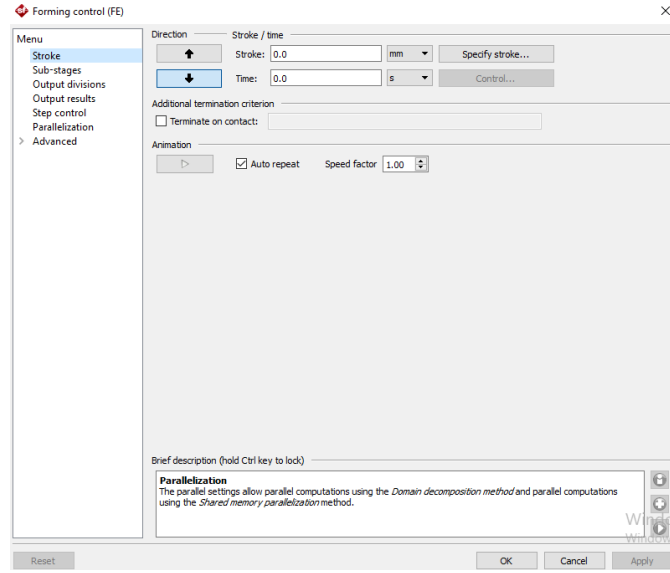 Forming control (FE)
Menu
Stroke
Sub-stages
Output divisions
Output results
Step control
Parallelization
Advanced
Direction
Stroke / time
Stroke: 0.0 mm Specify stroke...
Time: 0.0 s Control...
Additional termination criterion
Terminate on contact:
Animation
Auto repeat Speed factor 1.00
Brief description (hold Ctrl key to lock)
Parallelization
The parallel settings allow parallel computations using the Domain decomposition method and parallel computations
using the Shared memory parallelization method.
Reset OK Cancel Apply